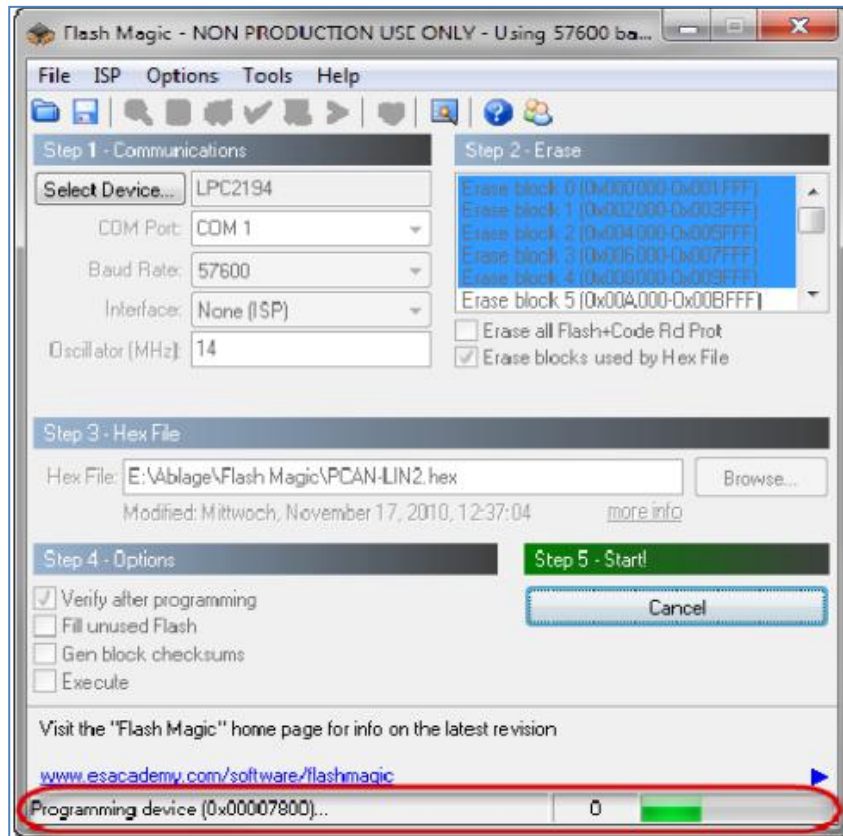 Flash Magic - NON PRODUCTION USE ONLY - Using 57600 ba...
File ISP Options Tools Help
Step 1 - Communications
Select Device... LPC2194
COM Port: COM 1
Baud Rate: 57600
Interface: None (ISP)
Oscillator (MHz): 14
Step 2 - Erase
Erase block 0 (0x000000-0x001FFF)
Erase block 1 (0x002000-0x003FFF)
Erase block 2 (0x004000-0x005FFF)
Erase block 3 (0x006000-0x007FFF)
Erase block 4 (0x008000-0x009FFF)
Erase block 5 (0x00A000-0x00BFFF)
Erase all Flash+Code Rd Prot
Erase blocks used by Hex File
Step 3 - Hex File
Hex File: E:\Ablage\Flash Magic\PCAN-LIN2.hex Browse...
Modified: Mittwoch, November 17, 2010, 12:37:04 more info
Step 4 - Options
Verify after programming
Fill unused Flash
Gen block checksums
Execute
Step 5 - Start!
Cancel
Visit the "Flash Magic" home page for info on the latest revision
www.esacademy.com/software/flashmagic
Programming device (0x00007800)... 0